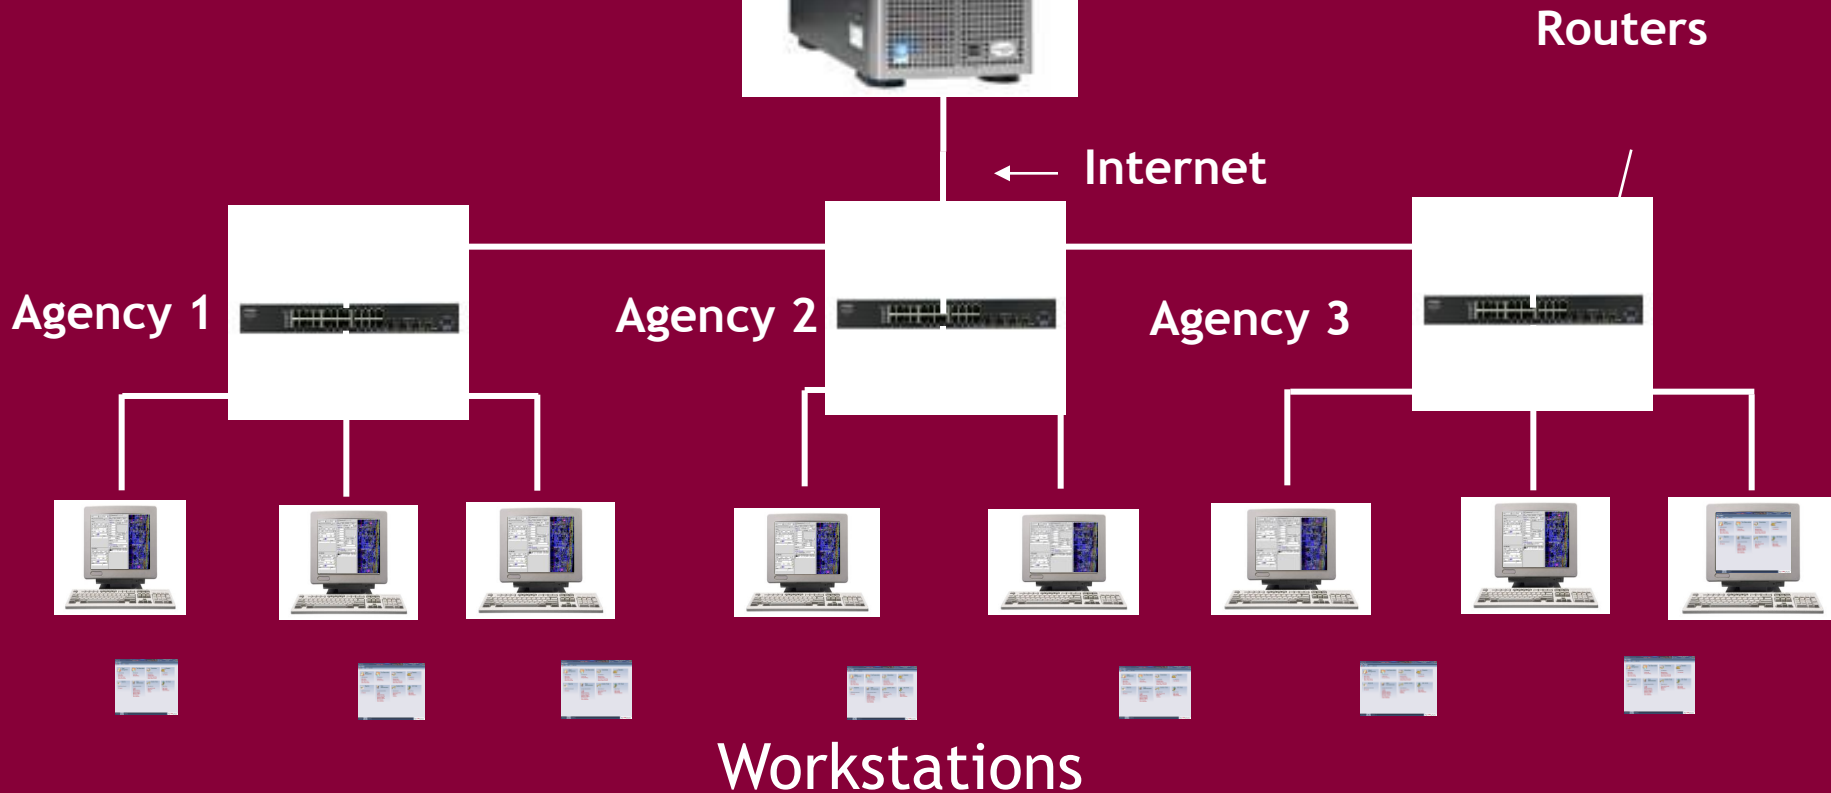 Routers
Internet
Agency 1
Agency 2
Agency 3
Workstations